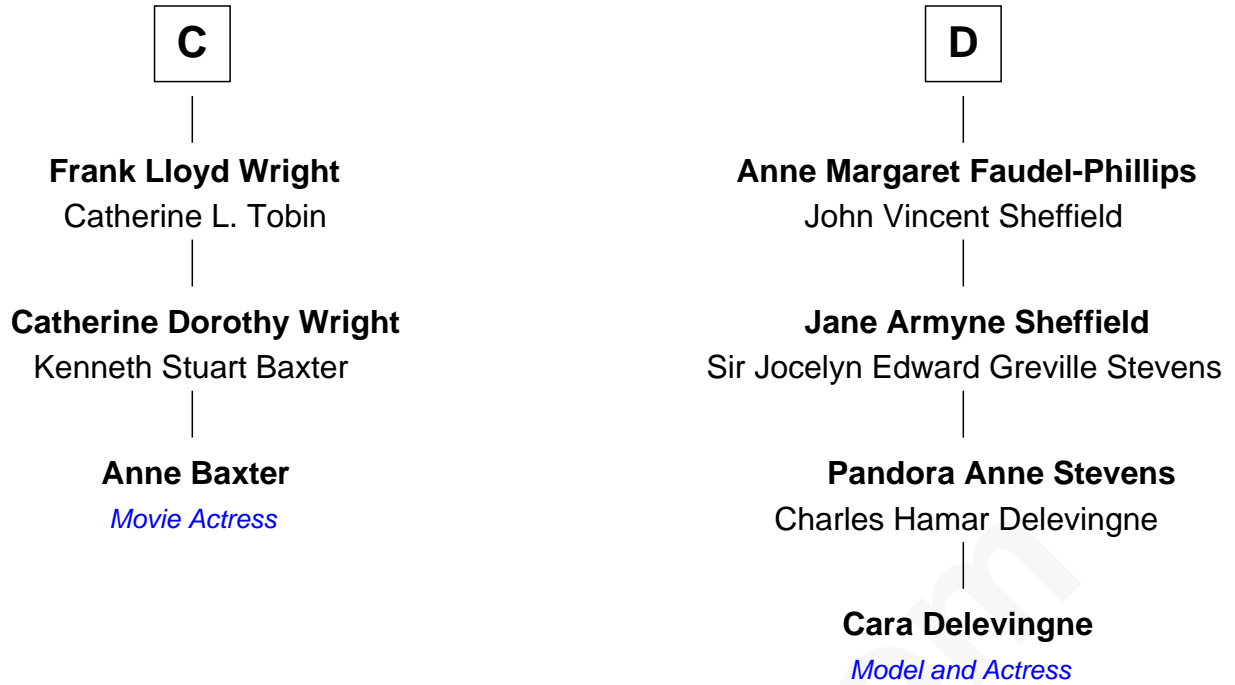 C
Frank Lloyd Wright
Catherine L. Tobin
Catherine Dorothy Wright
Kenneth Stuart Baxter
Anne Baxter
Movie Actress
D
Anne Margaret Faudel-Phillips
John Vincent Sheffield
Jane Armyne Sheffield
Sir Jocelyn Edward Greville Stevens
Pandora Anne Stevens
Charles Hamar Delevingne
Cara Delevingne
Model and Actress